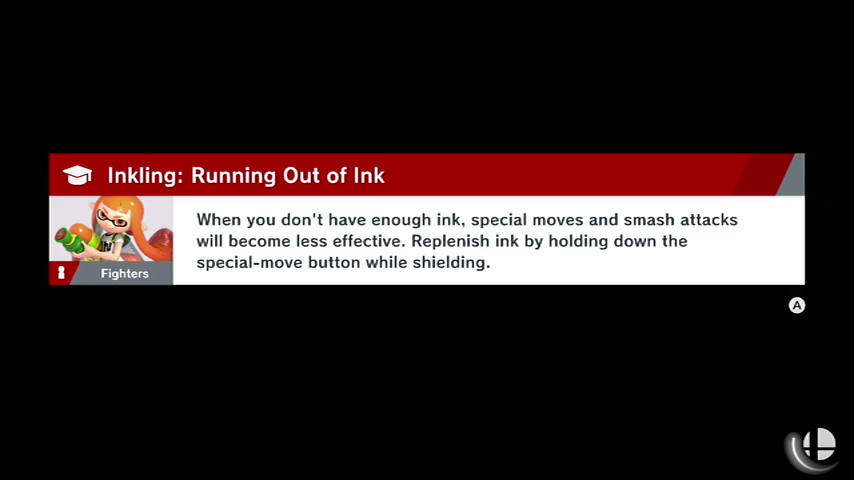 Inkling: Running Out of Ink
When you don't have enough ink, special moves and smash attacks
will become less effective. Replenish ink by holding down the
special-move button while shielding.
Fighters
A